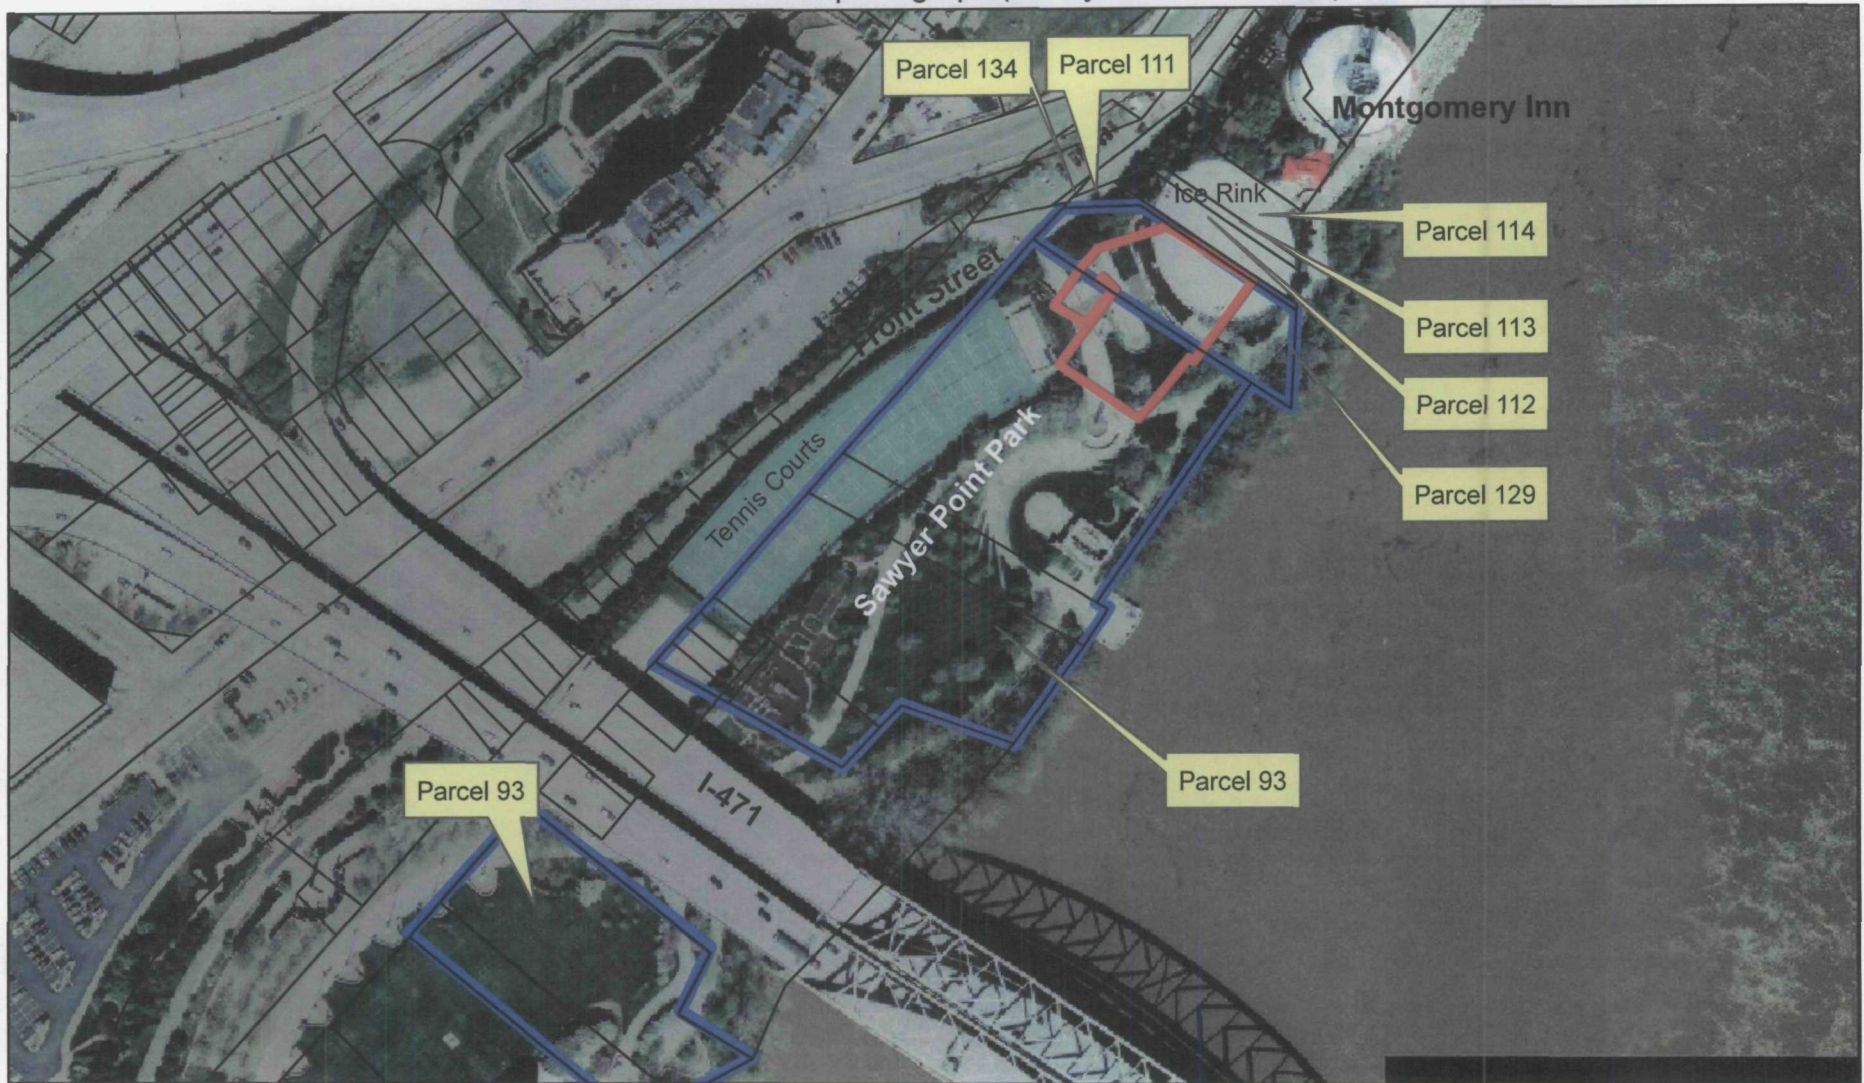 Parcel 134
Parcel 111
Montgomery Inn
Ice Rink
Parcel 114
Front Street
Parcel 113
Parcel 112
Tennis Courts
Sawyer Point Park
Parcel 129
Parcel 93
I-471
Parcel 93